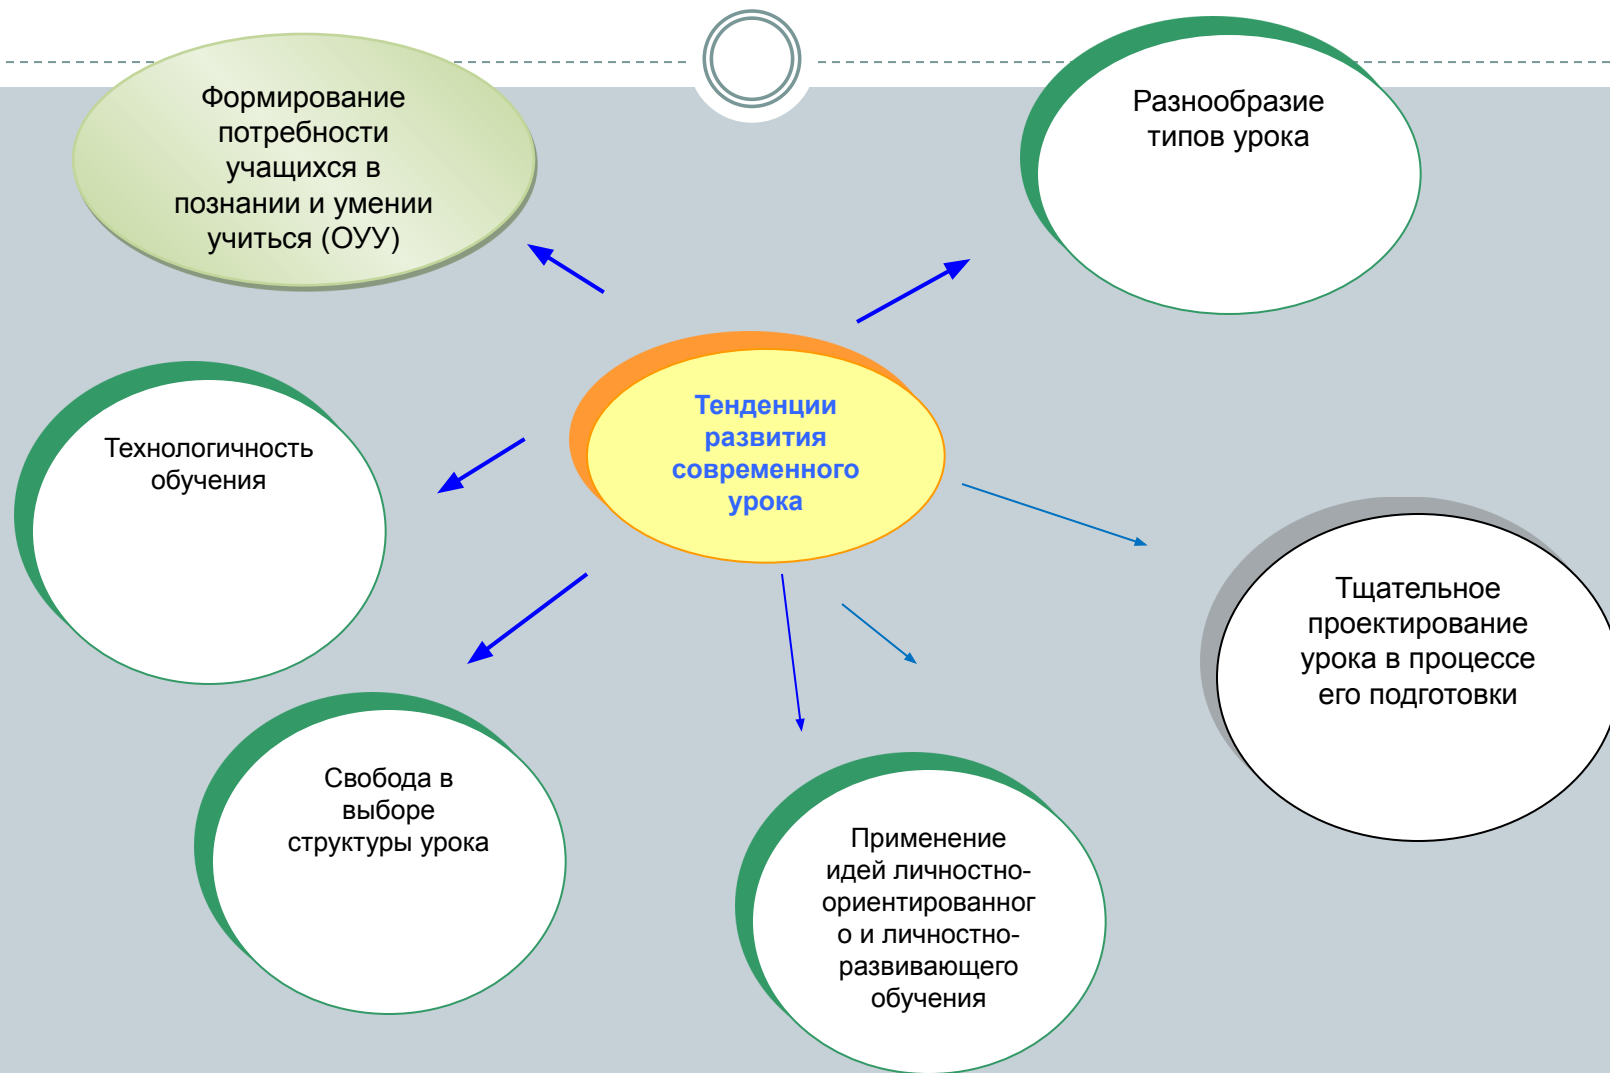 Формирование
потребности
учащихся в
познании и умении
учиться (ОУУ)
Разнообразие
типов урока
Тенденции
развития
современного
урока
Технологичность
обучения
Тщательное
проектирование
урока в процессе
его подготовки
Свобода в
выборе
структуры урока
Применение
идей личностно-
ориентированног
о и личностно-
развивающего
обучения